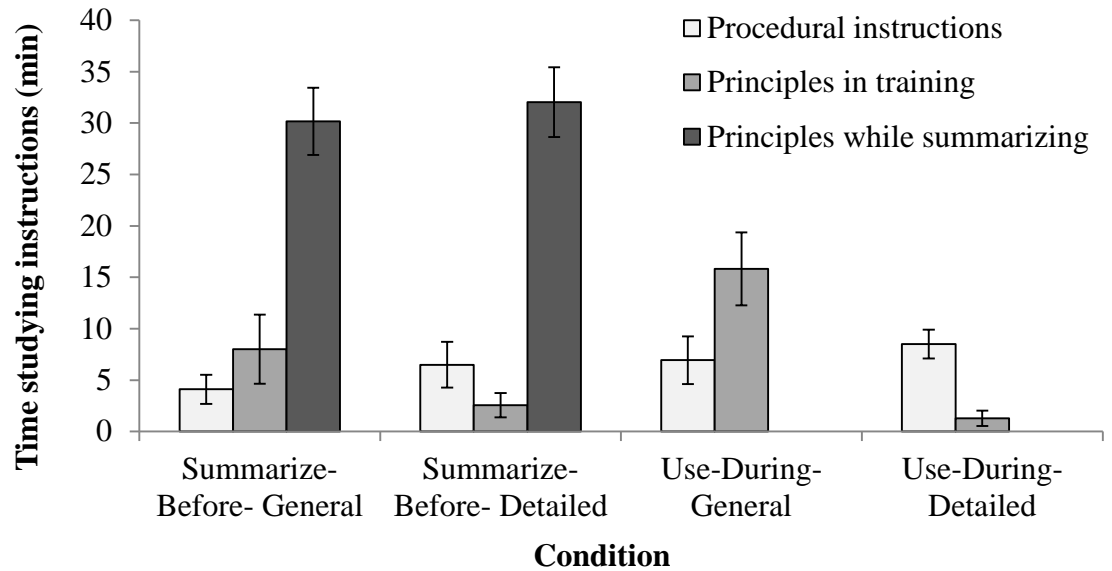 Time studying instructions (min)
40
35
30
25
20
15
10
5
0
Procedural instructions
Principles in training
Principles while summarizing
Summarize-
Before- General
Summarize-
Before- Detailed
Use-During-
General
Use-During-
Detailed
Condition